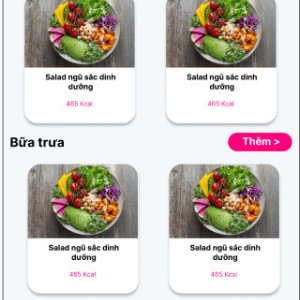 Salad ngũ sắc dinh
dưỡng
465 Kcal
Salad ngũ sắc dinh
dưỡng
465 Kcal
Bữa trưa
Thêm >
Salad ngũ sắc dinh
dưỡng
465 Kcal
Salad ngũ sắc dinh
dưỡng
465 Kcal